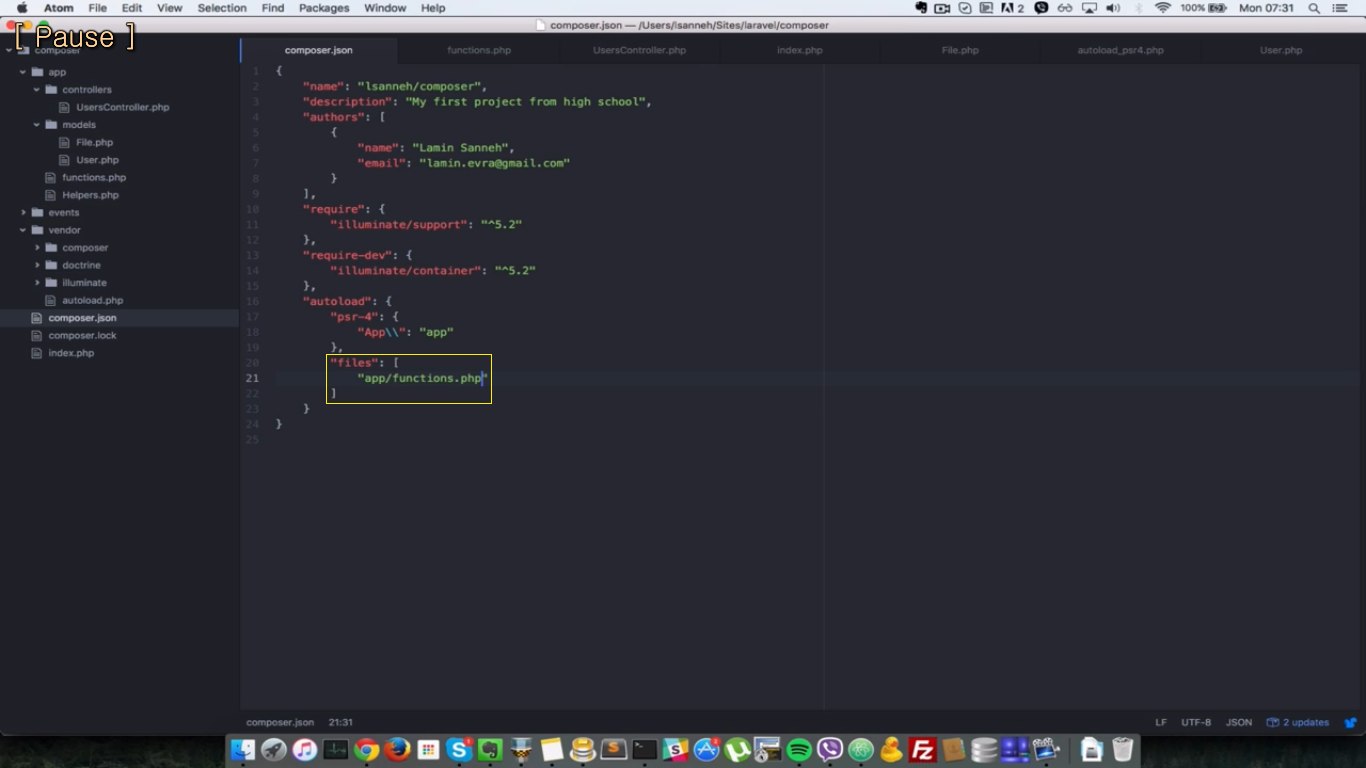 Atom File Edit View Selection Find Packages Window Help
2 100% Mon 07:31
[ Pause ]
composer.json — /Users/lsanneh/Sites/laravel/composer
composer
app
controllers
UsersController.php
models
File.php
User.php
functions.php
Helpers.php
events
vendor
composer
doctrine
illuminate
autoload.php
composer.json
composer.lock
index.php
composer.json functions.php UsersController.php index.php File.php autoload_psr4.php User.php
1 {
2 "name": "lsanneh/composer",
3 "description": "My first project from high school",
4 "authors": [
5 {
6 "name": "Lamin Sanneh",
7 "email": "lamin.evra@gmail.com"
8 }
9 ],
10 "require": {
11 "illuminate/support": "^5.2"
12 },
13 "require-dev": {
14 "illuminate/container": "^5.2"
15 },
16 "autoload": {
17 "psr-4": {
18 "App\\": "app"
19 },
20 "files": [
21 "app/functions.php"
22 ]
23 }
24 }
25
composer.json 21:31
LF UTF-8 JSON 2 updates